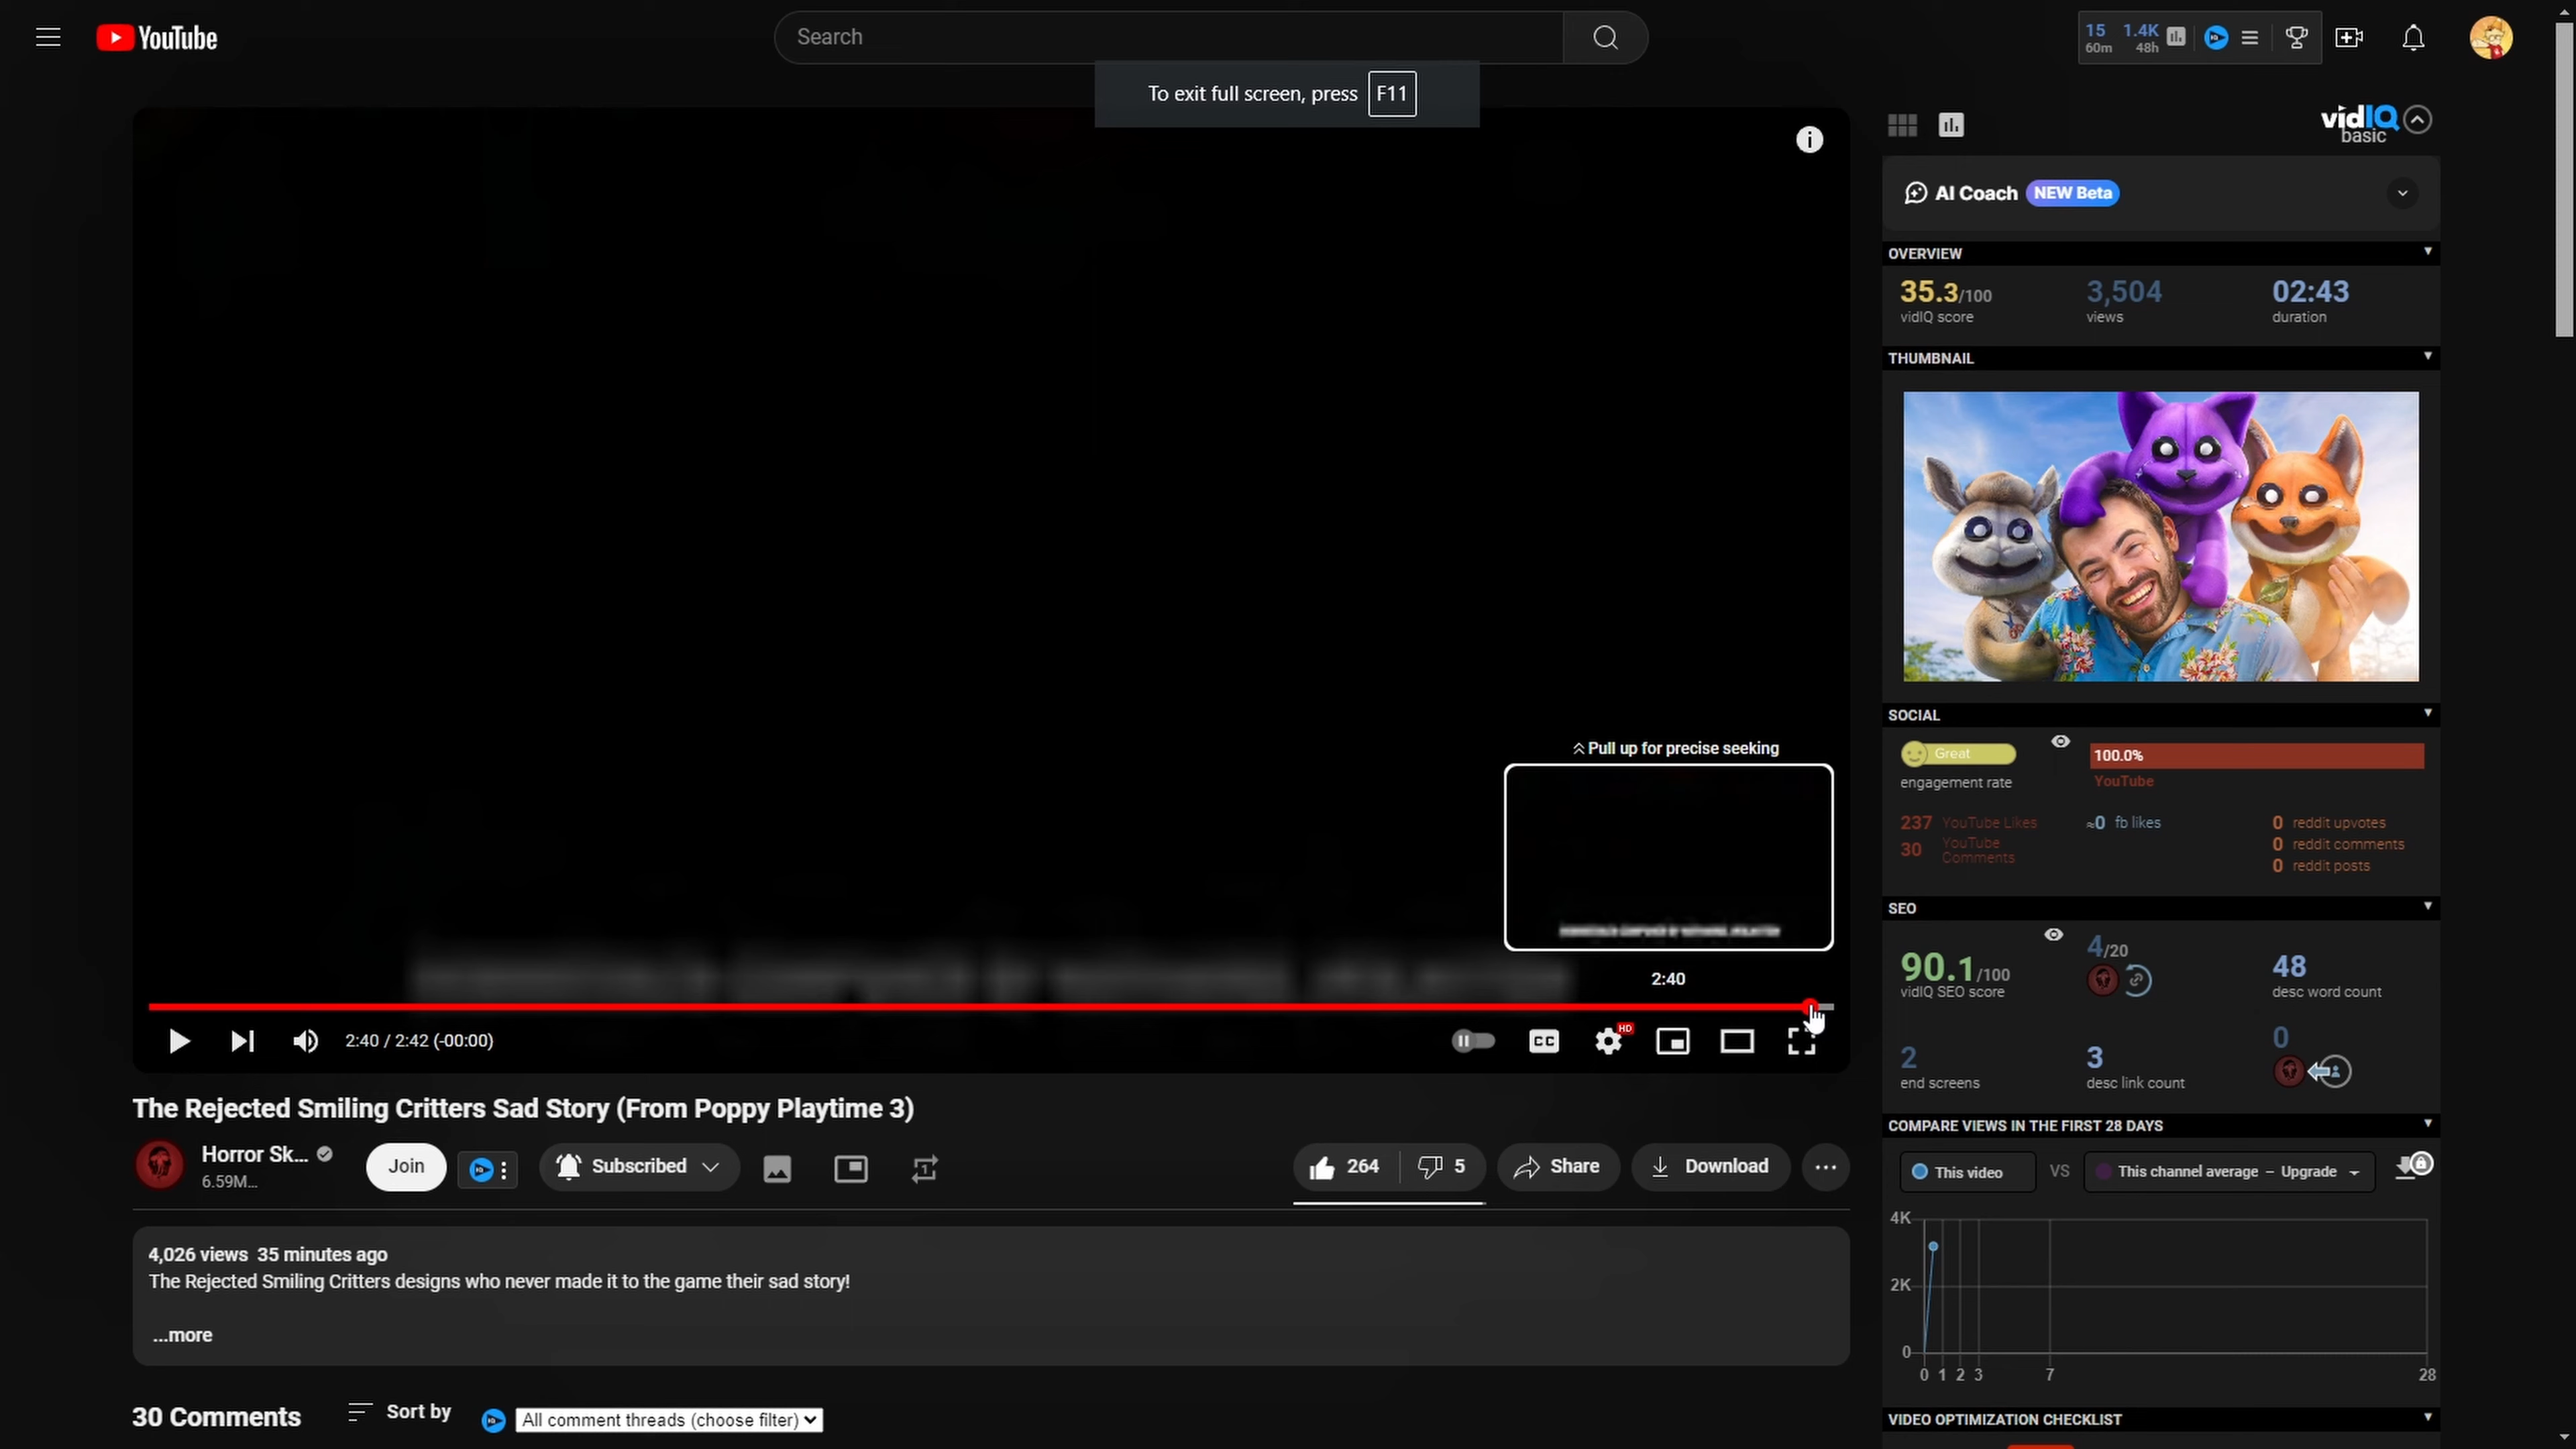 YouTube
Search
15 1.4K
60m 48h
To exit full screen, press F11
vidIQ
basic
AI Coach NEW Beta
OVERVIEW
35.3/100 3,504 02:43
vidIQ score views duration
THUMBNAIL
SOCIAL
Great 100.0%
engagement rate YouTube
237 YouTube Likes ≈0 fb likes 0 reddit upvotes
30 YouTube Comments 0 reddit comments
0 reddit posts
SEO
90.1/100 4/20 48
vidIQ SEO score desc word count
2 3 0
end screens desc link count
COMPARE VIEWS IN THE FIRST 28 DAYS
This video VS This channel average – Upgrade
4K
2K
0
0 1 2 3 7 28
VIDEO OPTIMIZATION CHECKLIST
Pull up for precise seeking
2:40
2:40 / 2:42 (-00:00)
CC HD
The Rejected Smiling Critters Sad Story (From Poppy Playtime 3)
Horror Sk...
6.59M...
Join
Subscribed
264 5 Share Download
4,026 views 35 minutes ago
The Rejected Smiling Critters designs who never made it to the game their sad story!
...more
30 Comments Sort by All comment threads (choose filter)